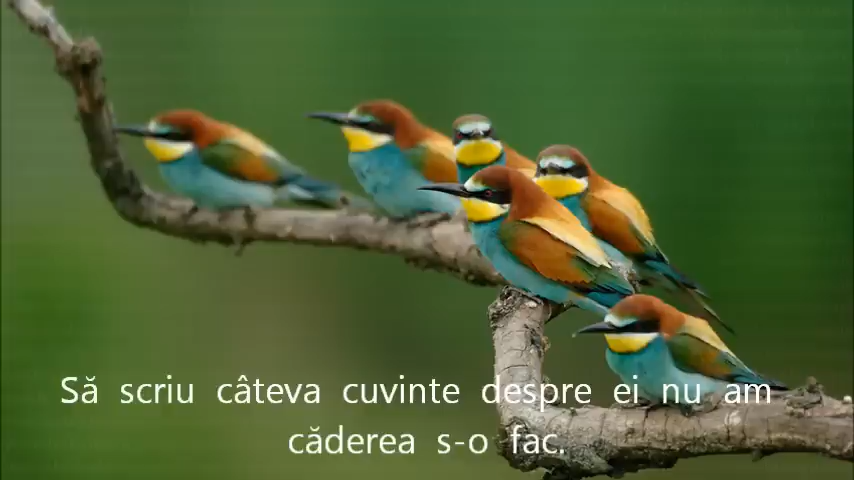 Să scriu câteva cuvinte despre ei nu am
căderea s-o fac.